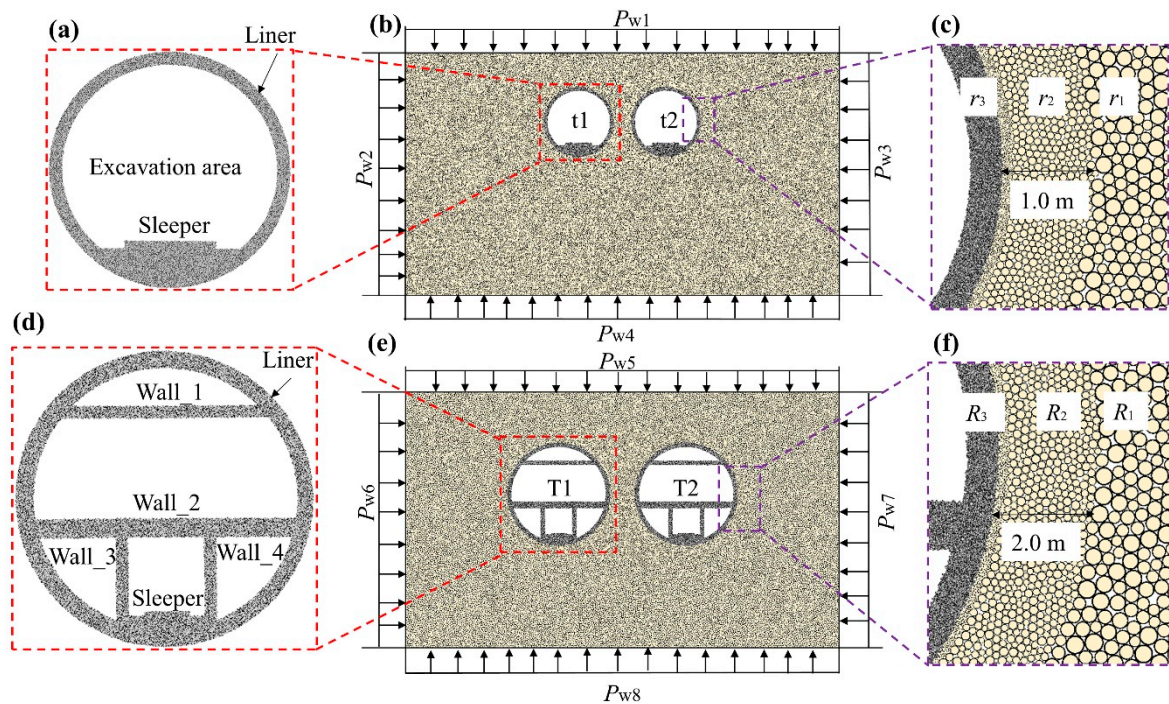 (a)
Liner
Excavation area
Sleeper
(b)
Pw1
t1
t2
Pw2
Pw3
Pw4
(c)
r3
r2
r1
1.0 m
(d)
Liner
Wall_1
Wall_2
Wall_3
Wall_4
Sleeper
(e)
Pw5
T1
T2
Pw6
Pw7
Pw8
(f)
R3
R2
R1
2.0 m